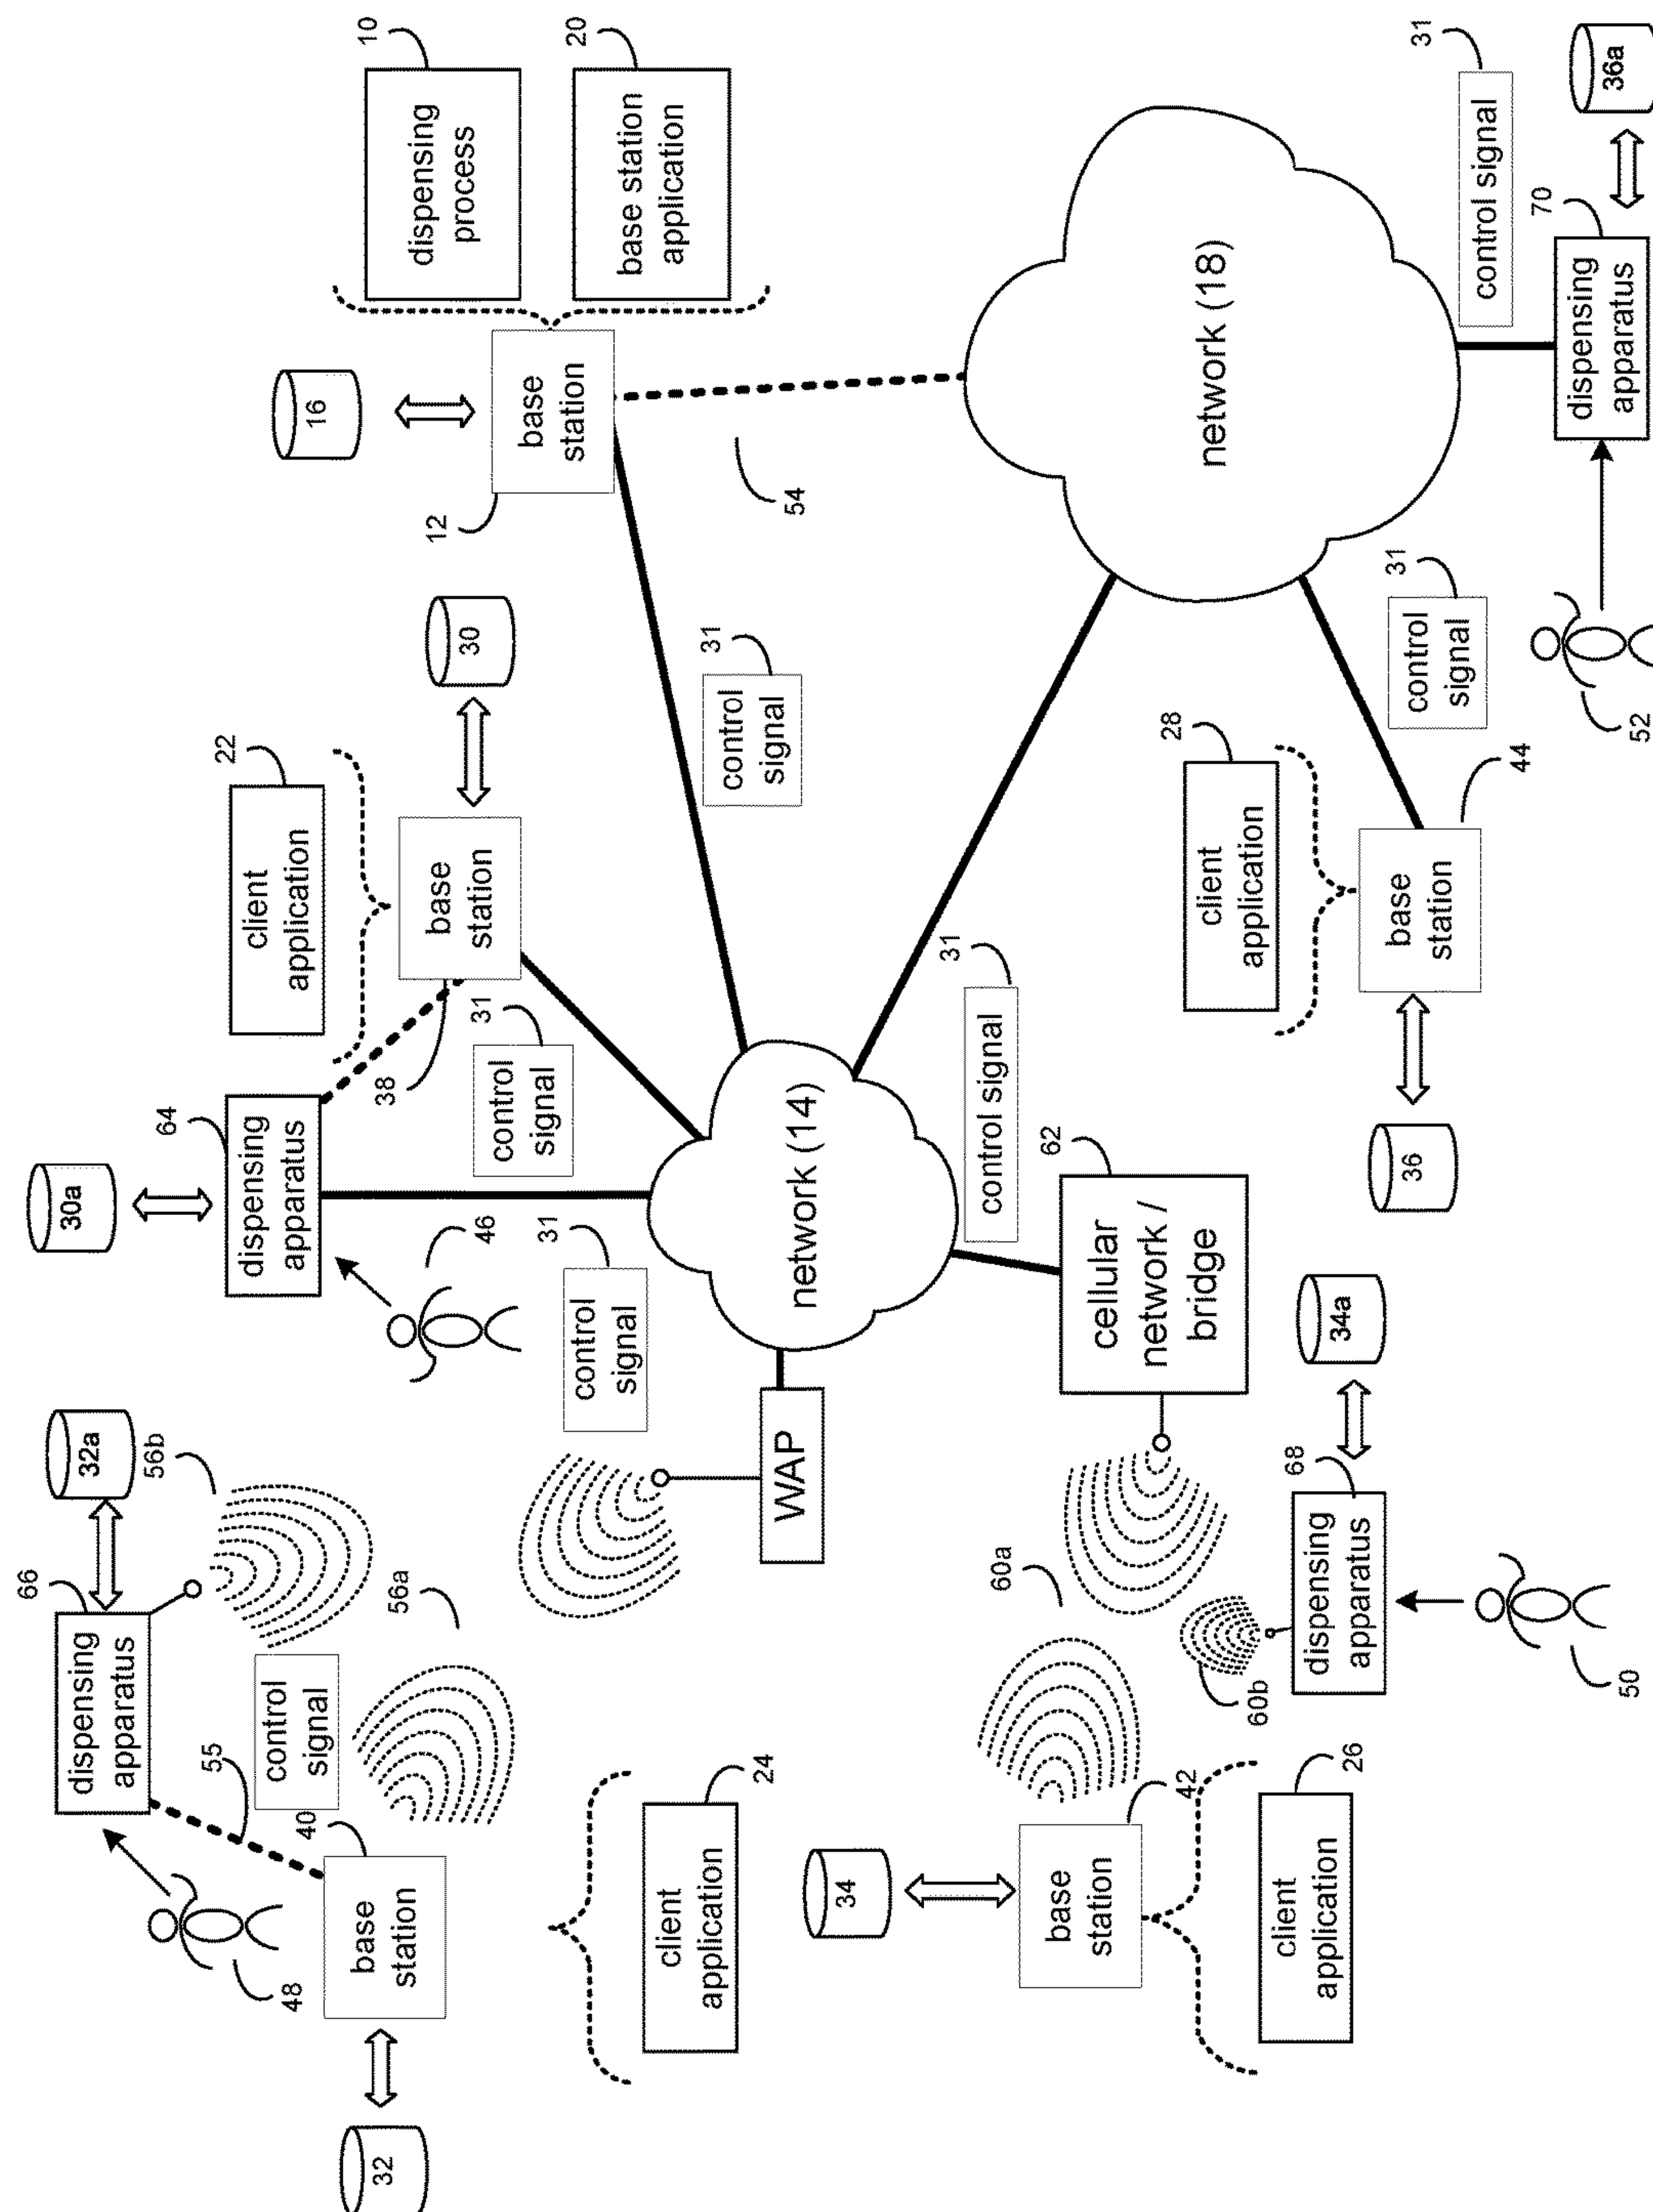 66
32a
30a
dispensing
apparatus
56b
64
dispensing
apparatus
22
client
application
16
10
dispensing
process
20
base station
application
48
55
control
signal
40
base
station
32
56a
46
38
31
control
signal
base
station
30
12
base
station
31
control
signal
24
client
application
WAP
network (14)
31
control
signal
54
34
base
station
42
60a
62
cellular
network /
bridge
31
control signal
network (18)
26
client
application
60b
68
dispensing
apparatus
34a
50
28
client
application
36
base
station
44
31
control
signal
31
control signal
52
70
dispensing
apparatus
36a